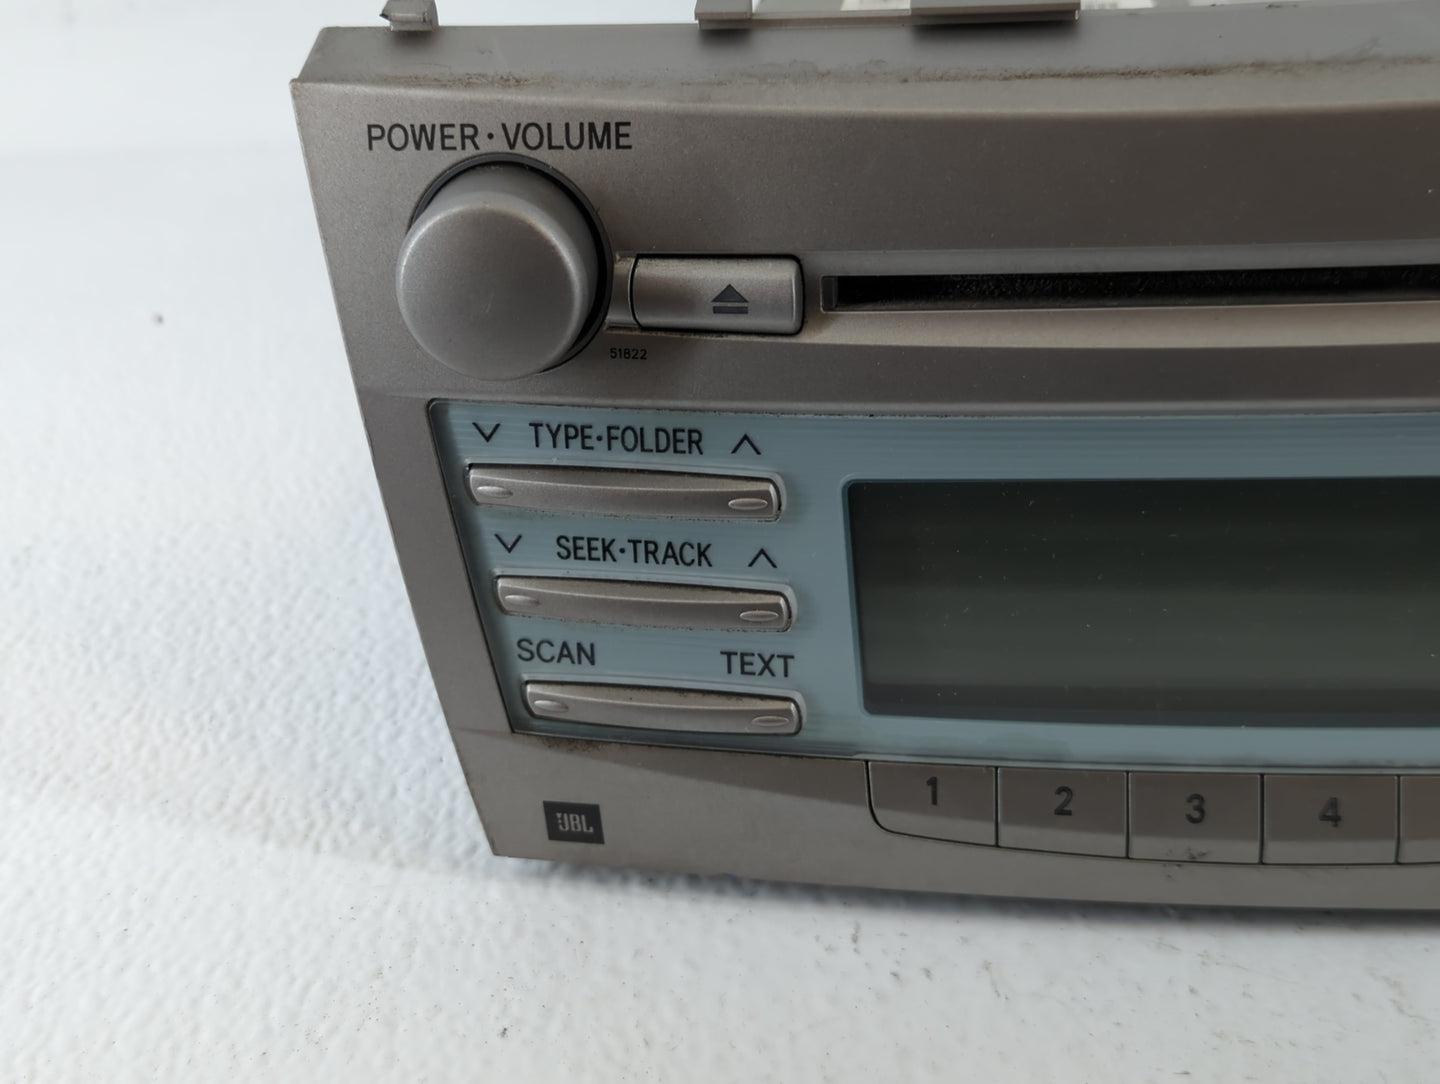 POWER·VOLUME
51822
TYPE·FOLDER
SEEK·TRACK
SCAN TEXT
1 2 3 4
JBL